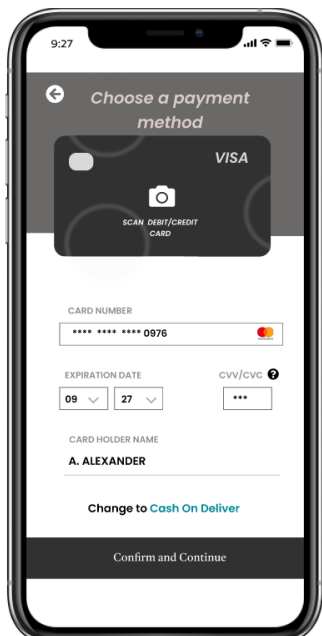 9:27
Choose a payment
method
VISA
SCAN DEBIT/CREDIT
CARD
CARD NUMBER
**** **** **** 0976
EXPIRATION DATE
CVV/CVC ?
09
27
***
CARD HOLDER NAME
A. ALEXANDER
Change to Cash On Deliver
Confirm and Continue